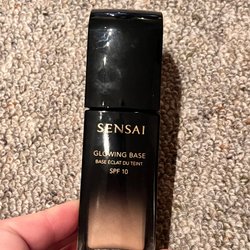 SENSAI
GLOWING BASE
BASE ÉCLAT DU TEINT
SPF 10